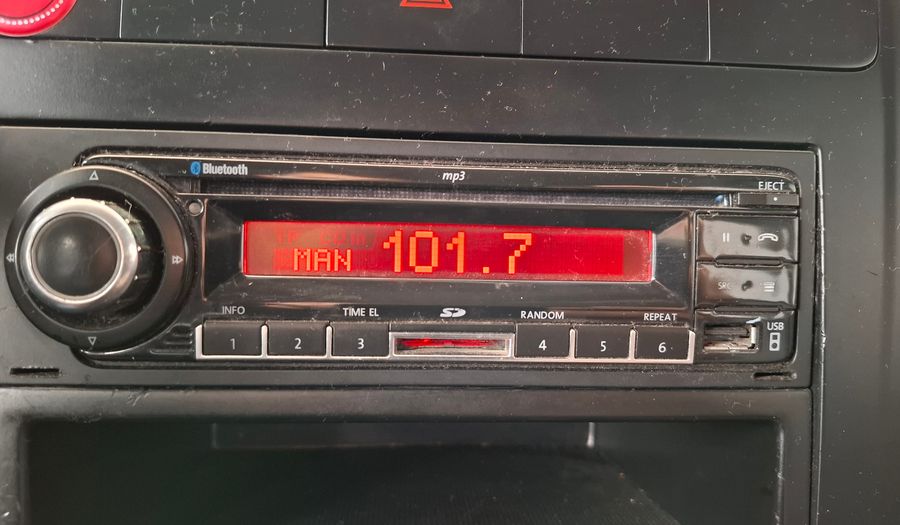 Bluetooth
mp3
EJECT
MAN 101.7
SRC
INFO
TIME EL
SD
RANDOM
REPEAT
USB
1
2
3
4
5
6